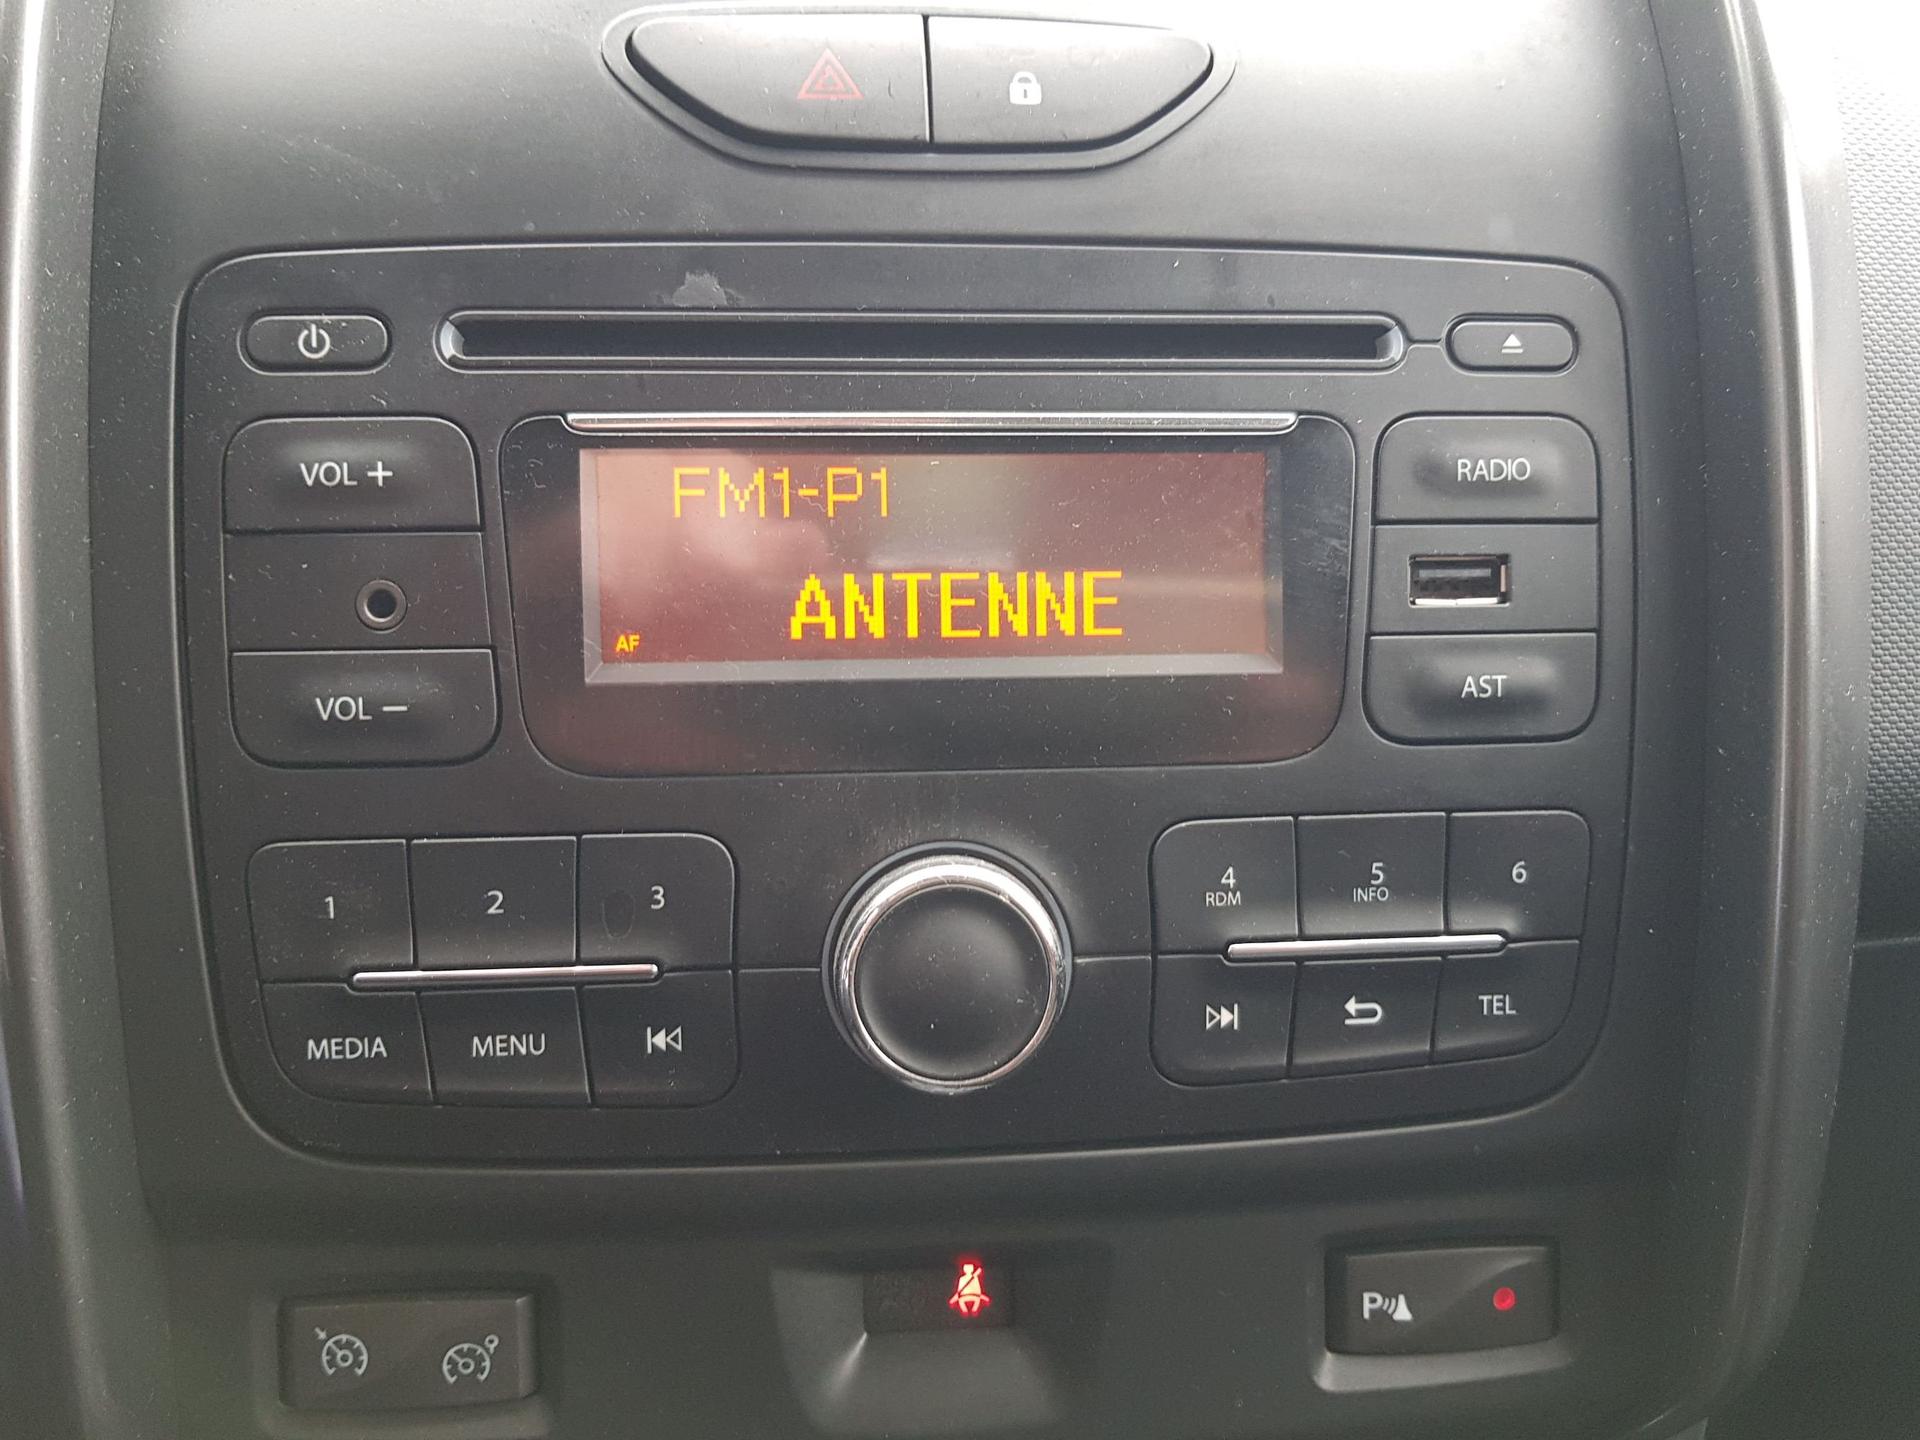 VOL +
VOL −
FM1-P1
ANTENNE
AF
RADIO
AST
1
2
3
MEDIA
MENU
4
RDM
5
INFO
6
TEL
P